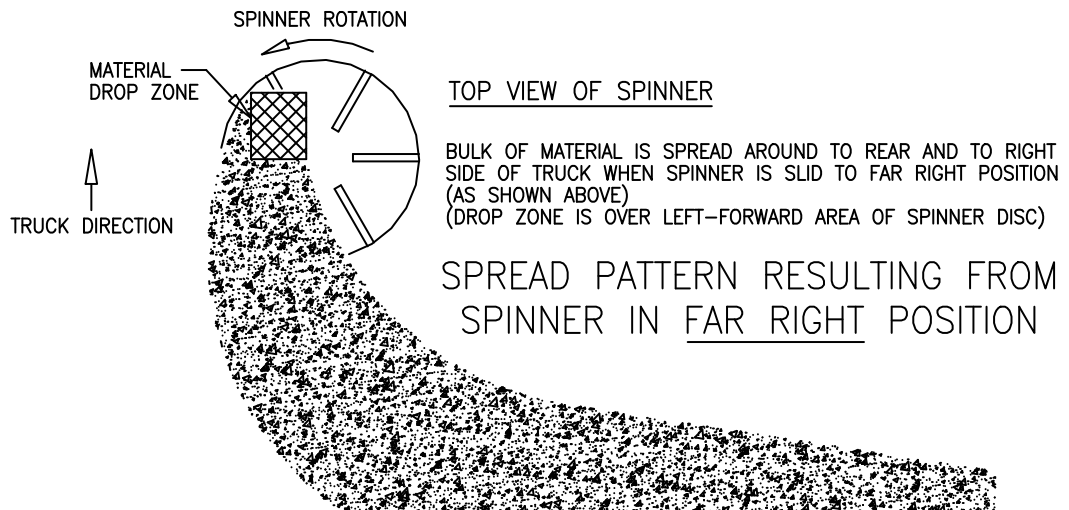 SPINNER ROTATION
MATERIAL
DROP ZONE
TOP VIEW OF SPINNER
BULK OF MATERIAL IS SPREAD AROUND TO REAR AND TO RIGHT
SIDE OF TRUCK WHEN SPINNER IS SLID TO FAR RIGHT POSITION
(AS SHOWN ABOVE)
(DROP ZONE IS OVER LEFT-FORWARD AREA OF SPINNER DISC)
TRUCK DIRECTION
SPREAD PATTERN RESULTING FROM
SPINNER IN FAR RIGHT POSITION